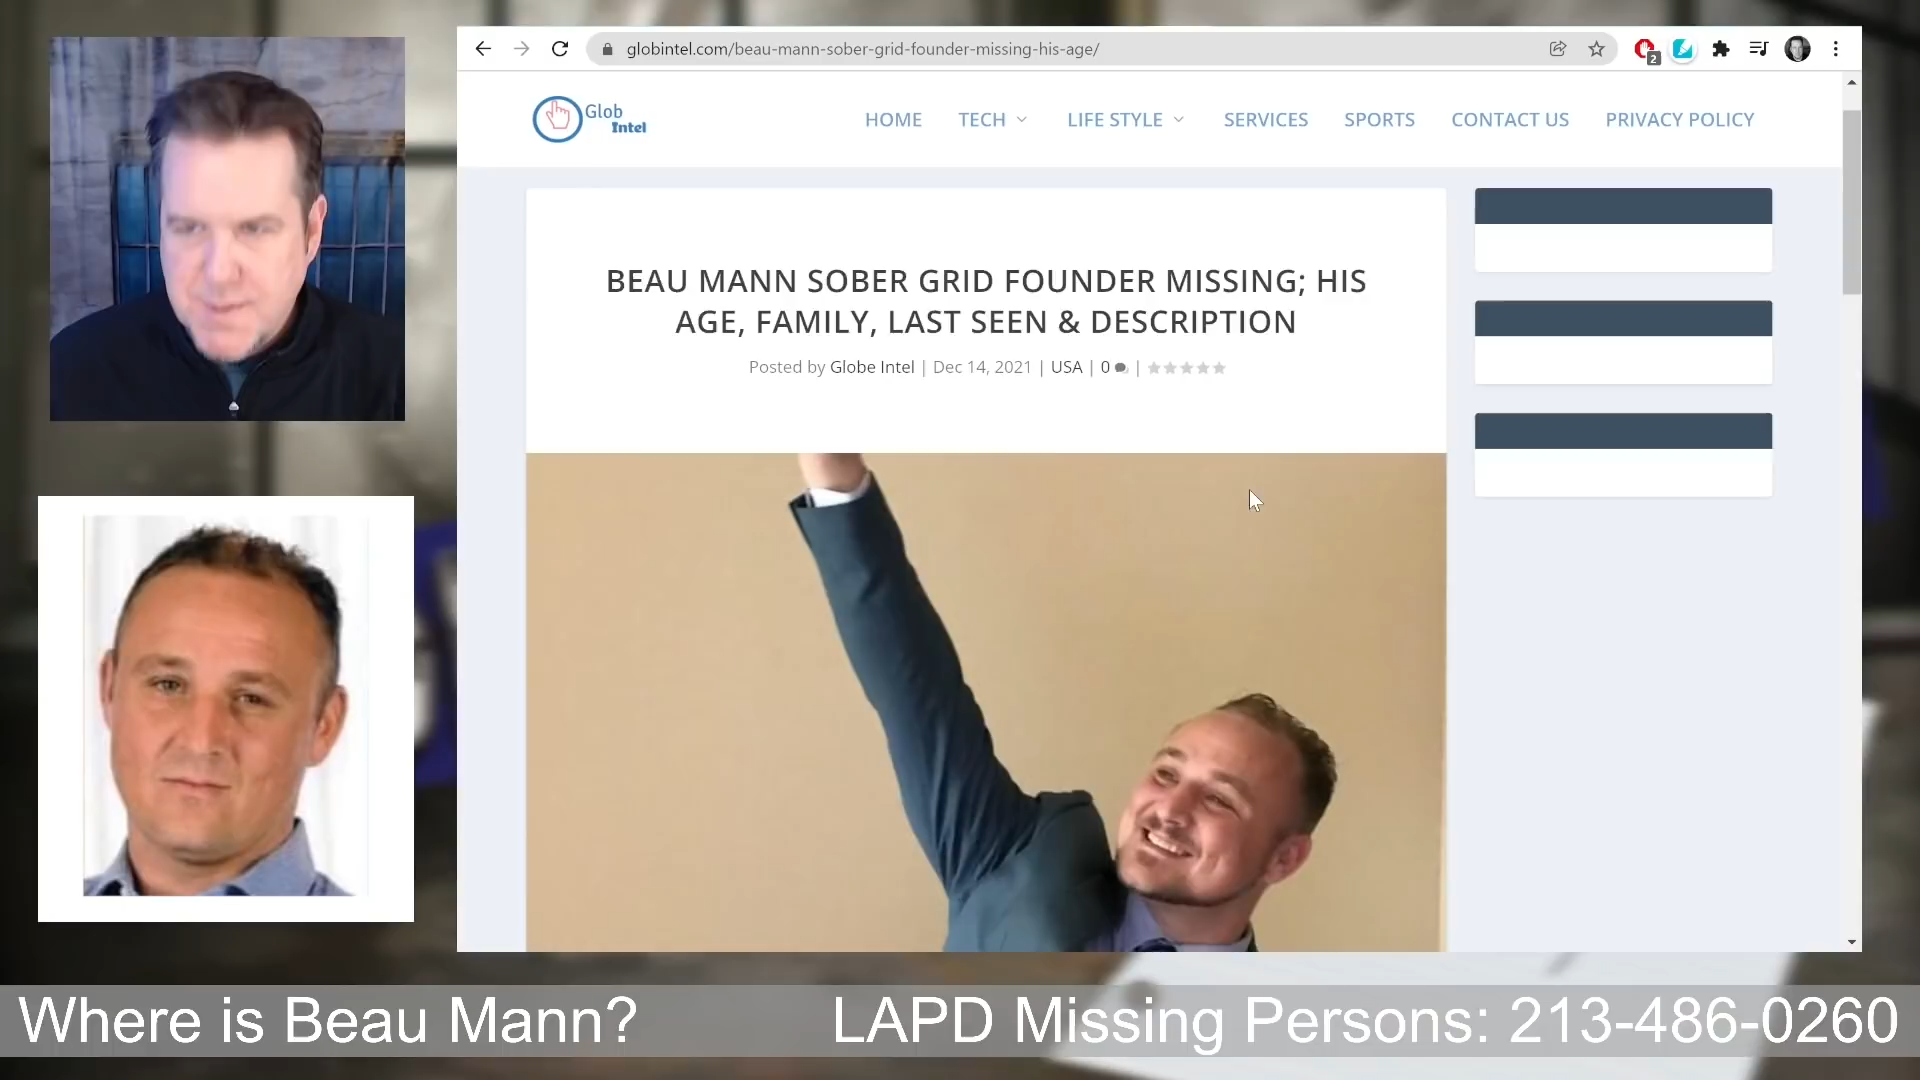 globintel.com/beau-mann-sober-grid-founder-missing-his-age/
2
Glob
Intel
HOME TECH LIFE STYLE SERVICES SPORTS CONTACT US PRIVACY POLICY
BEAU MANN SOBER GRID FOUNDER MISSING; HIS
AGE, FAMILY, LAST SEEN & DESCRIPTION
Posted by Globe Intel | Dec 14, 2021 | USA | 0 |
Where is Beau Mann? LAPD Missing Persons: 213-486-0260